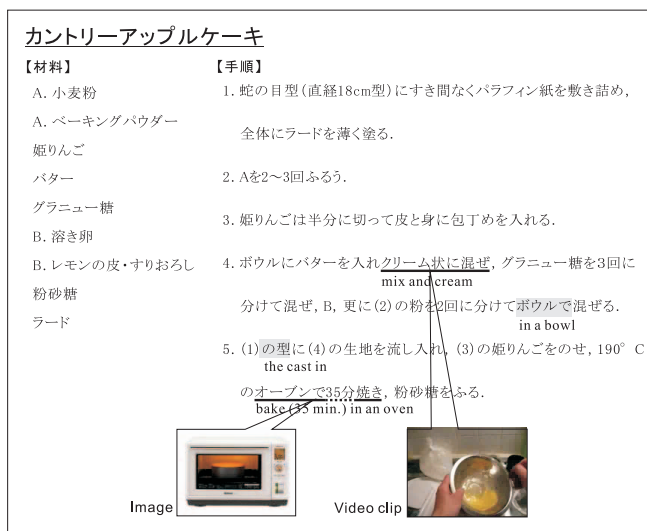 カントリーアップルケーキ
【材料】
A. 小麦粉
A. ベーキングパウダー
姫りんご
バター
グラニュー糖
B. 溶き卵
B. レモンの皮・すりおろし
粉砂糖
ラード
【手順】
1. 蛇の目型(直経18cm型)にすき間なくパラフィン紙を敷き詰め,
全体にラードを薄く塗る.
2. Aを2〜3回ふるう.
3. 姫りんごは半分に切って皮と身に包丁めを入れる.
4. ボウルにバターを入れクリーム状に混ぜ, グラニュー糖を3回に
mix and cream
分けて混ぜ, B, 更に(2)の粉を2回に分けてボウルで混ぜる.
in a bowl
5. (1)の型に(4)の生地を流し入れ, (3)の姫りんごをのせ, 190°C
the cast in
のオーブンで35分焼き, 粉砂糖をふる.
bake (35 min.) in an oven
Image
Video clip